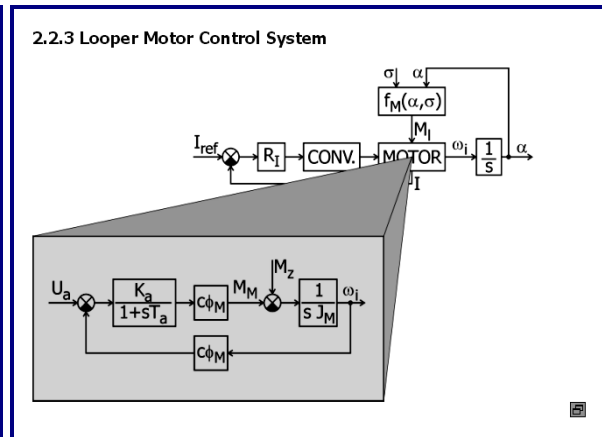 2.2.3 Looper Motor Control System
σ α
f_M(α,σ)
M_l
I_ref R_I CONV. MOTOR ω_i 1/s α
I
M_z
U_a K_a/1+sT_a cϕ_M M_M 1/s J_M ω_i
cϕ_M